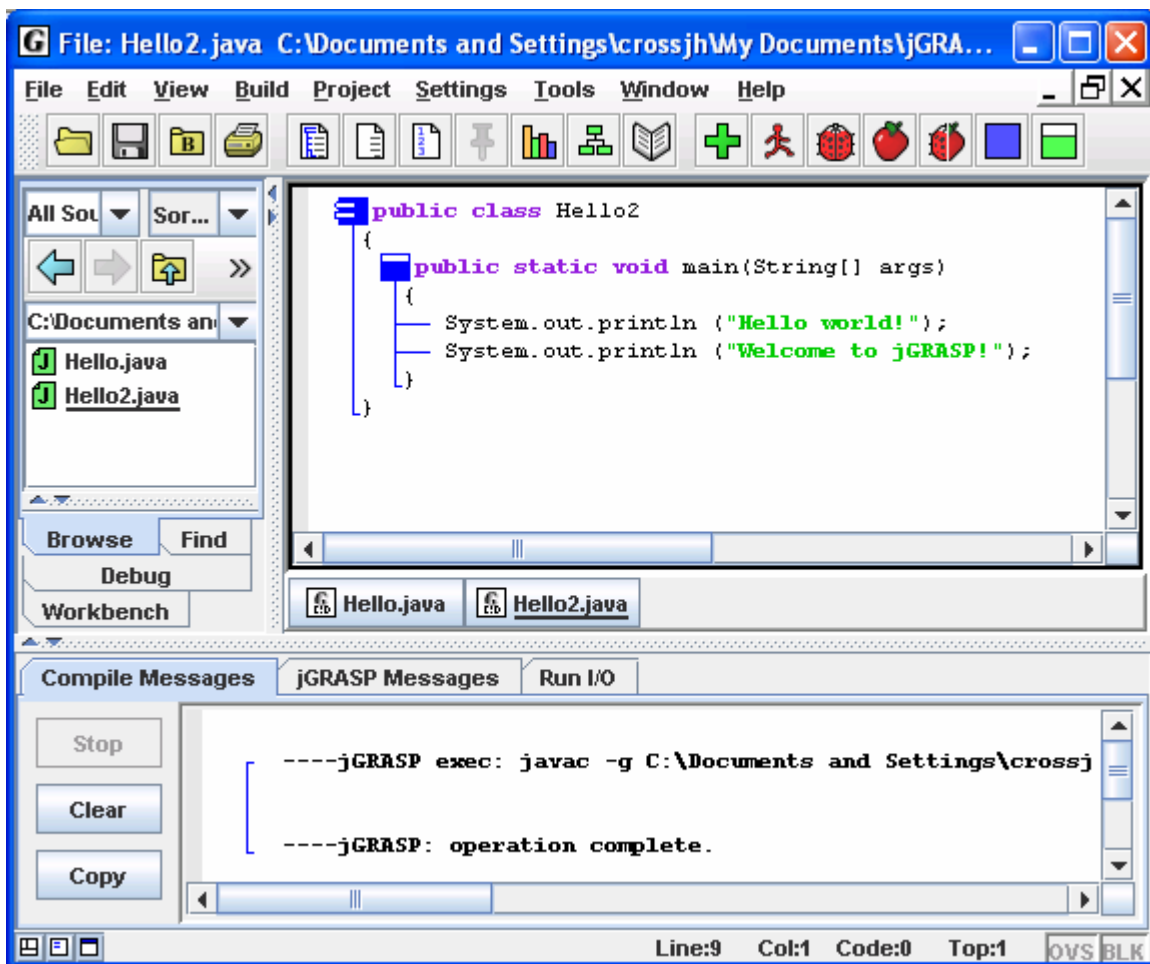 G File: Hello2.java C:\Documents and Settings\crossjh\My Documents\jGRA...
File Edit View Build Project Settings Tools Window Help
B
All Sou
Sor...
»
C:\Documents an
J Hello.java
J Hello2.java
Browse Find
Debug
Workbench
public class Hello2
{
public static void main(String[] args)
{
System.out.println ("Hello world!");
System.out.println ("Welcome to jGRASP!");
}
}
Hello.java Hello2.java
Compile Messages jGRASP Messages Run I/O
Stop
Clear
Copy
----jGRASP exec: javac -g C:\Documents and Settings\crossj
----jGRASP: operation complete.
Line:9 Col:1 Code:0 Top:1 OVS BLK